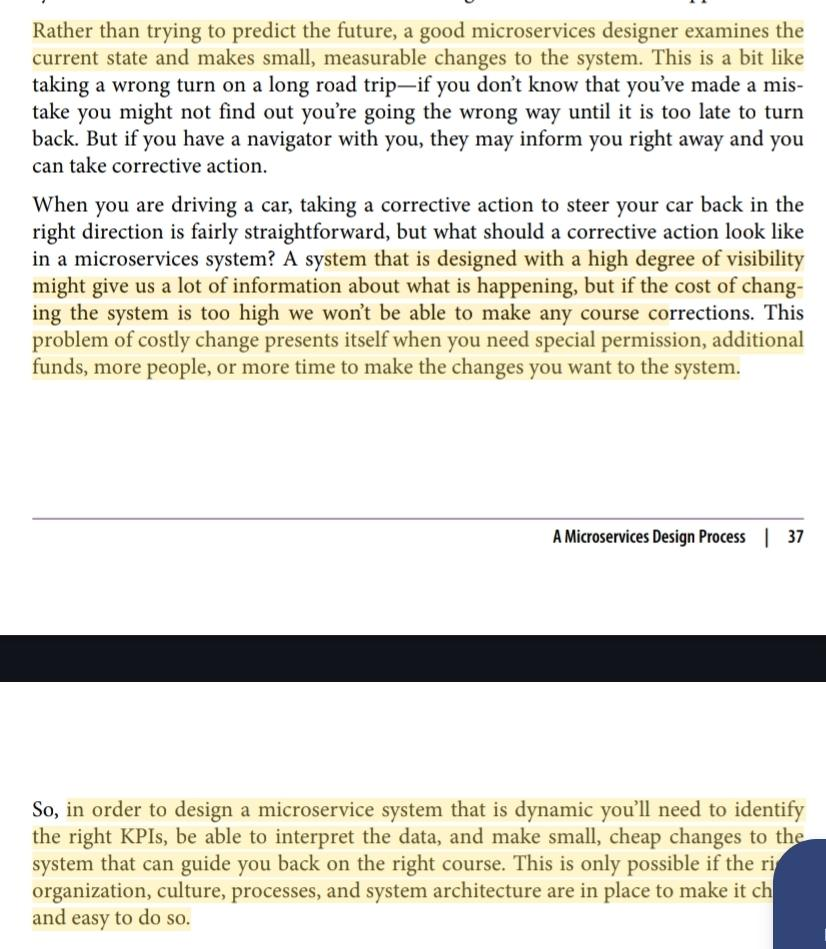 Rather than trying to predict the future, a good microservices designer examines the
current state and makes small, measurable changes to the system. This is a bit like
taking a wrong turn on a long road trip—if you don’t know that you’ve made a mis-
take you might not find out you’re going the wrong way until it is too late to turn
back. But if you have a navigator with you, they may inform you right away and you
can take corrective action.
When you are driving a car, taking a corrective action to steer your car back in the
right direction is fairly straightforward, but what should a corrective action look like
in a microservices system? A system that is designed with a high degree of visibility
might give us a lot of information about what is happening, but if the cost of chang-
ing the system is too high we won’t be able to make any course corrections. This
problem of costly change presents itself when you need special permission, additional
funds, more people, or more time to make the changes you want to the system.
A Microservices Design Process | 37
So, in order to design a microservice system that is dynamic you’ll need to identify
the right KPIs, be able to interpret the data, and make small, cheap changes to the
system that can guide you back on the right course. This is only possible if the
organization, culture, processes, and system architecture are in place to make it
and easy to do so.